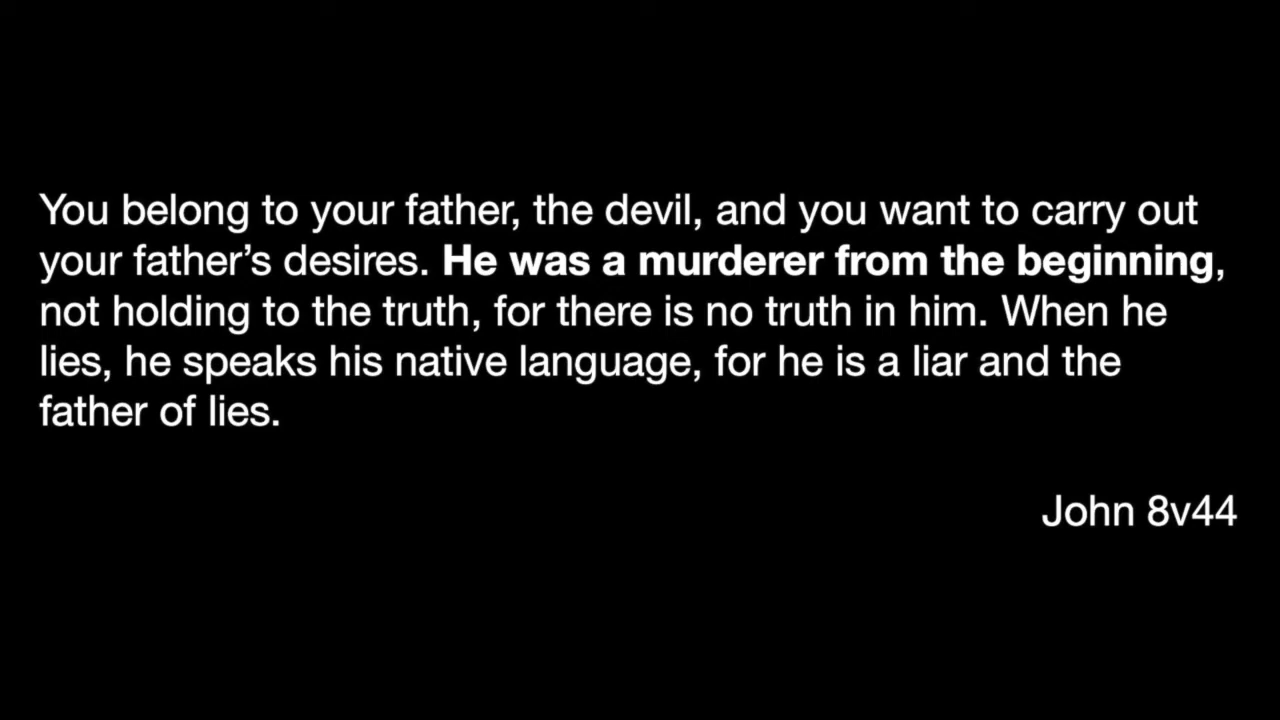 You belong to your father, the devil, and you want to carry out
your father’s desires. He was a murderer from the beginning,
not holding to the truth, for there is no truth in him. When he
lies, he speaks his native language, for he is a liar and the
father of lies.
John 8v44